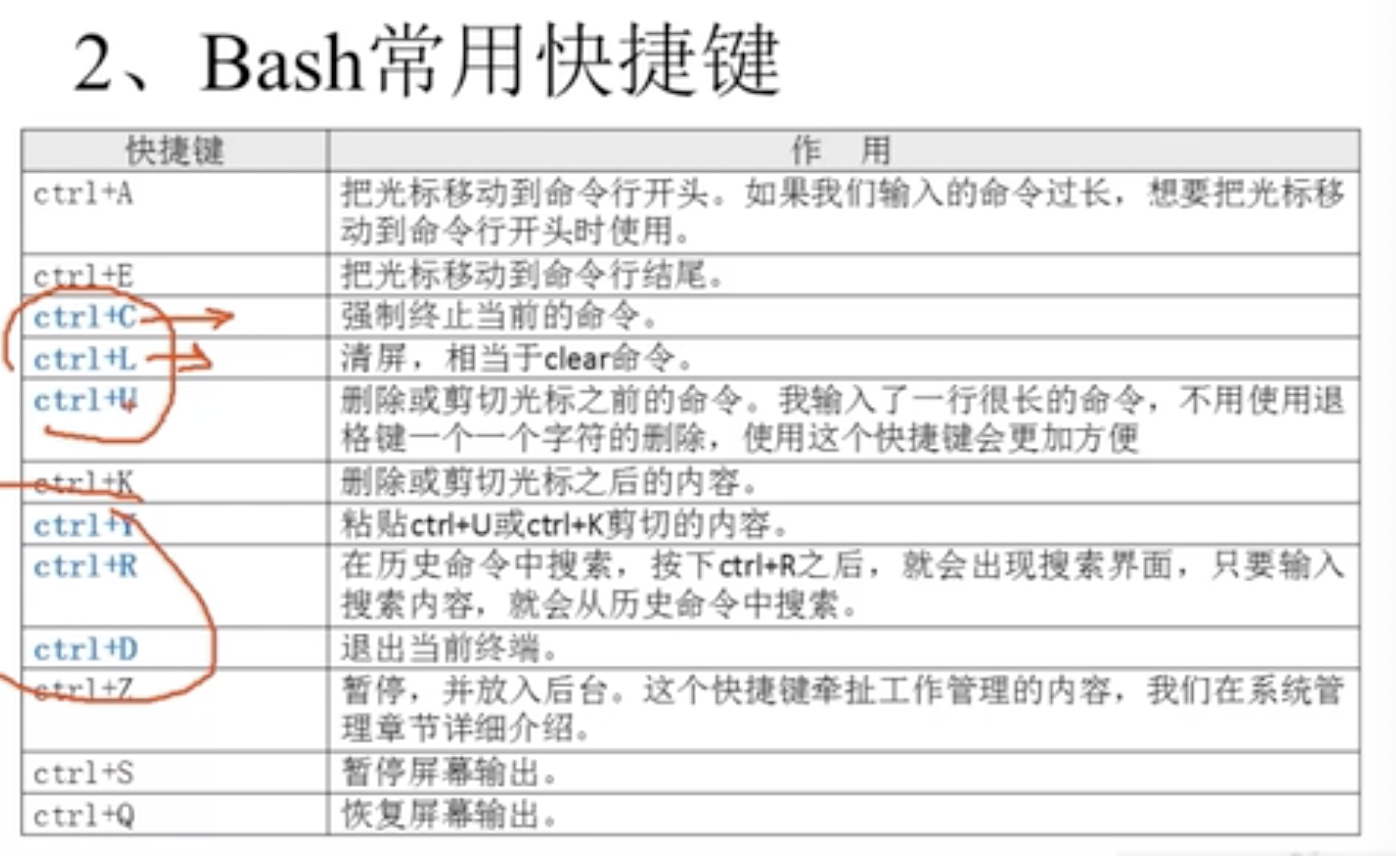 2、Bash常用快捷键
快捷键 作 用
ctrl+A 把光标移动到命令行开头。如果我们输入的命令过长，想要把光标移
动到命令行开头时使用。
ctrl+E 把光标移动到命令行结尾。
ctrl+C 强制终止当前的命令。
ctrl+L 清屏，相当于clear命令。
ctrl+U 删除或剪切光标之前的命令。我输入了一行很长的命令，不用使用退
格键一个一个字符的删除，使用这个快捷键会更加方便
ctrl+K 删除或剪切光标之后的内容。
ctrl+Y 粘贴ctrl+U或ctrl+K剪切的内容。
ctrl+R 在历史命令中搜索，按下ctrl+R之后，就会出现搜索界面，只要输入
搜索内容，就会从历史命令中搜索。
ctrl+D 退出当前终端。
ctrl+Z 暂停，并放入后台。这个快捷键牵扯工作管理的内容，我们在系统管
理章节详细介绍。
ctrl+S 暂停屏幕输出。
ctrl+Q 恢复屏幕输出。